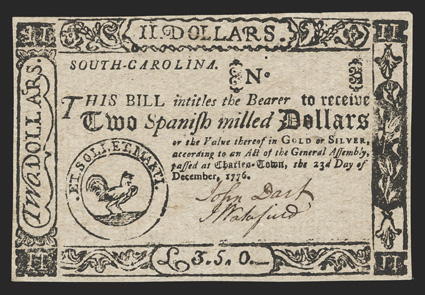 II DOLLARS.
II
II
SOUTH-CAROLINA.
No
THIS BILL intitles the Bearer to receive
Two Spanish milled Dollars
or the Value thereof in GOLD or SILVER,
according to an Act of the General Assembly,
passed at Charles-Town, the 23d Day of
December, 1776.
TWO DOLLARS.
ET SOLI ET MARTI.
John Dart
J Wakefield
£3.5.0
II
II